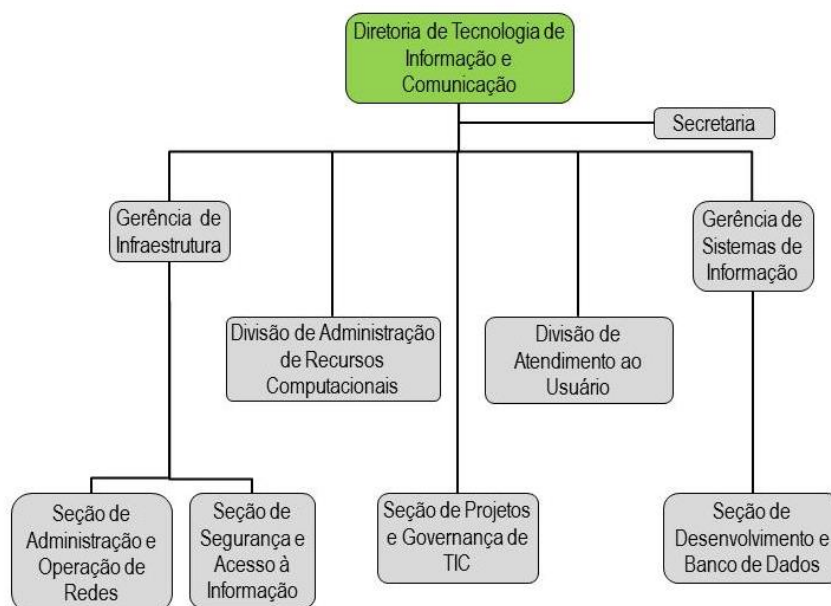 Diretoria de Tecnologia de
Informação e
Comunicação
Secretaria
Gerência de
Infraestrutura
Gerência de
Sistemas de
Informação
Divisão de Administração
de Recursos
Computacionais
Divisão de
Atendimento ao
Usuário
Seção de
Administração e
Operação de
Redes
Seção de
Segurança e
Acesso à
Informação
Seção de Projetos
e Governança de
TIC
Seção de
Desenvolvimento e
Banco de Dados